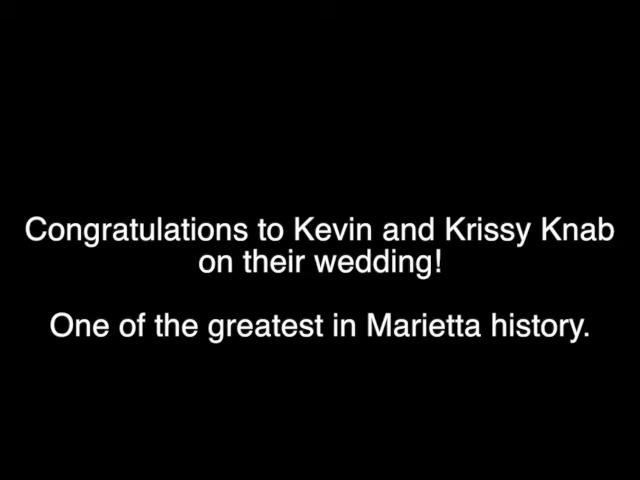 Congratulations to Kevin and Krissy Knab
on their wedding!
One of the greatest in Marietta history.